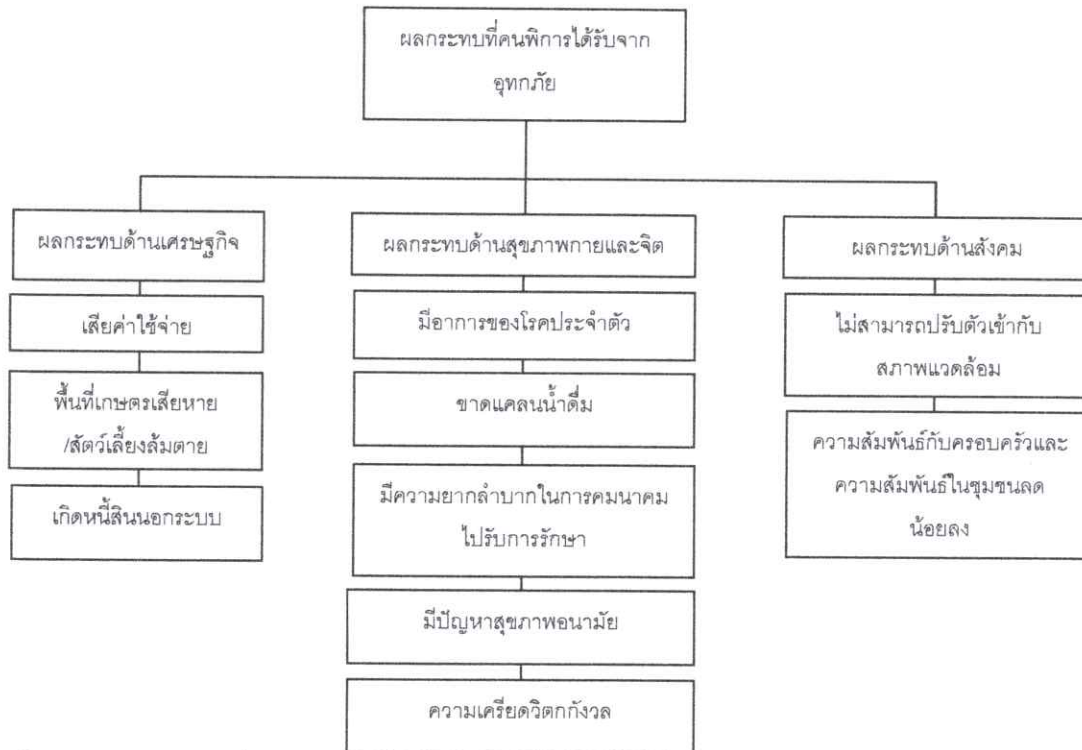 ผลกระทบที่คนพิการได้รับจาก
อุทกภัย
ผลกระทบด้านเศรษฐกิจ
เสียค่าใช้จ่าย
พื้นที่เกษตรเสียหาย
/สัตว์เลี้ยงล้มตาย
เกิดหนี้สินนอกระบบ
ผลกระทบด้านสุขภาพกายและจิต
มีอาการของโรคประจำตัว
ขาดแคลนน้ำดื่ม
มีความยากลำบากในการคมนาคม
ไปรับการรักษา
มีปัญหาสุขภาพอนามัย
ความเครียดวิตกกังวล
ผลกระทบด้านสังคม
ไม่สามารถปรับตัวเข้ากับ
สภาพแวดล้อม
ความสัมพันธ์กับครอบครัวและ
ความสัมพันธ์ในชุมชนลด
น้อยลง